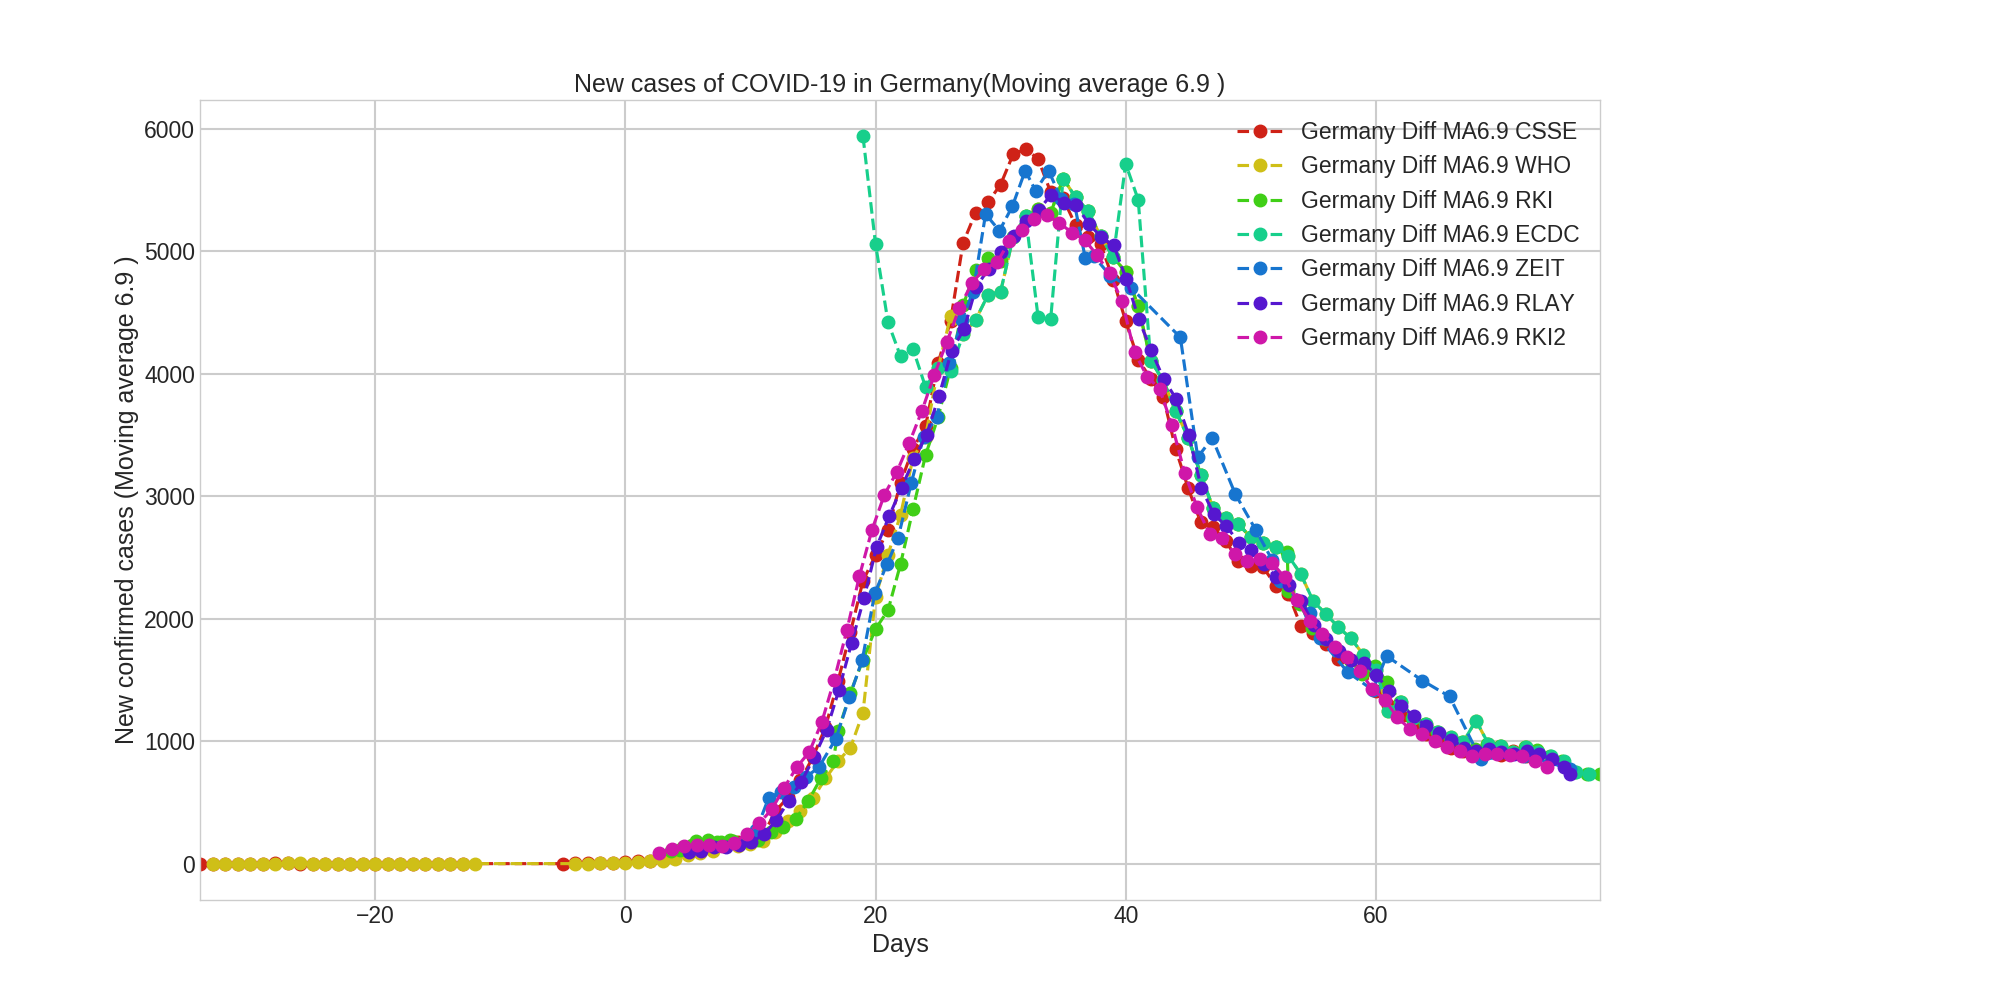 New cases of COVID-19 in Germany(Moving average 6.9 )
New confirmed cases (Moving average 6.9 )
6000
5000
4000
3000
2000
1000
0
Germany Diff MA6.9 CSSE
Germany Diff MA6.9 WHO
Germany Diff MA6.9 RKI
Germany Diff MA6.9 ECDC
Germany Diff MA6.9 ZEIT
Germany Diff MA6.9 RLAY
Germany Diff MA6.9 RKI2
−20 0 20 40 60
Days